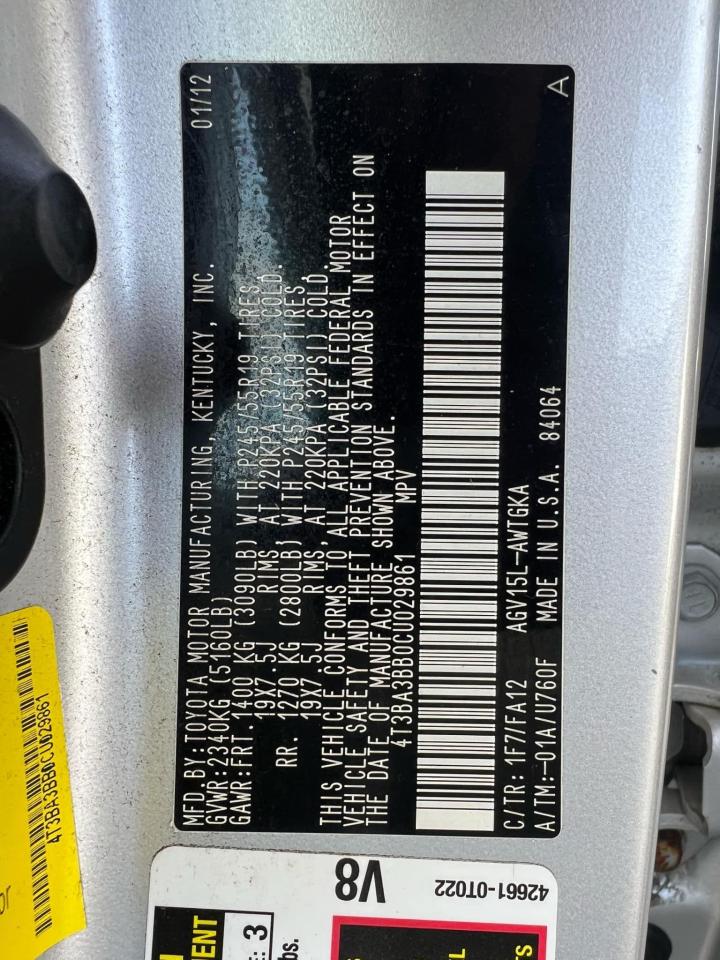 MFD.BY:TOYOTA MOTOR MANUFACTURING, KENTUCKY, INC. 01/12
GVWR:2340KG (5160LB)
GAWR:FRT. 1400 KG (3090LB) WITH P245/55R19 TIRES,
19X7.5J RIMS, AT 220KPA (32PSI) COLD.
RR. 1270 KG (2800LB) WITH P245/55R19 TIRES,
19X7.5J RIMS, AT 220KPA (32PSI) COLD.
THIS VEHICLE CONFORMS TO ALL APPLICABLE FEDERAL MOTOR
VEHICLE SAFETY AND THEFT PREVENTION STANDARDS IN EFFECT ON
THE DATE OF MANUFACTURE SHOWN ABOVE.
4T3BA3BB0CU029861 MPV
C/TR: 1F7/FA12 AGV15L-AWTGKA
A/TM:-01A/U760F MADE IN U.S.A. 84064 A
4T3BA3BB0CU029861
or
V8
42661-0T022
ENT
: 3
bs.